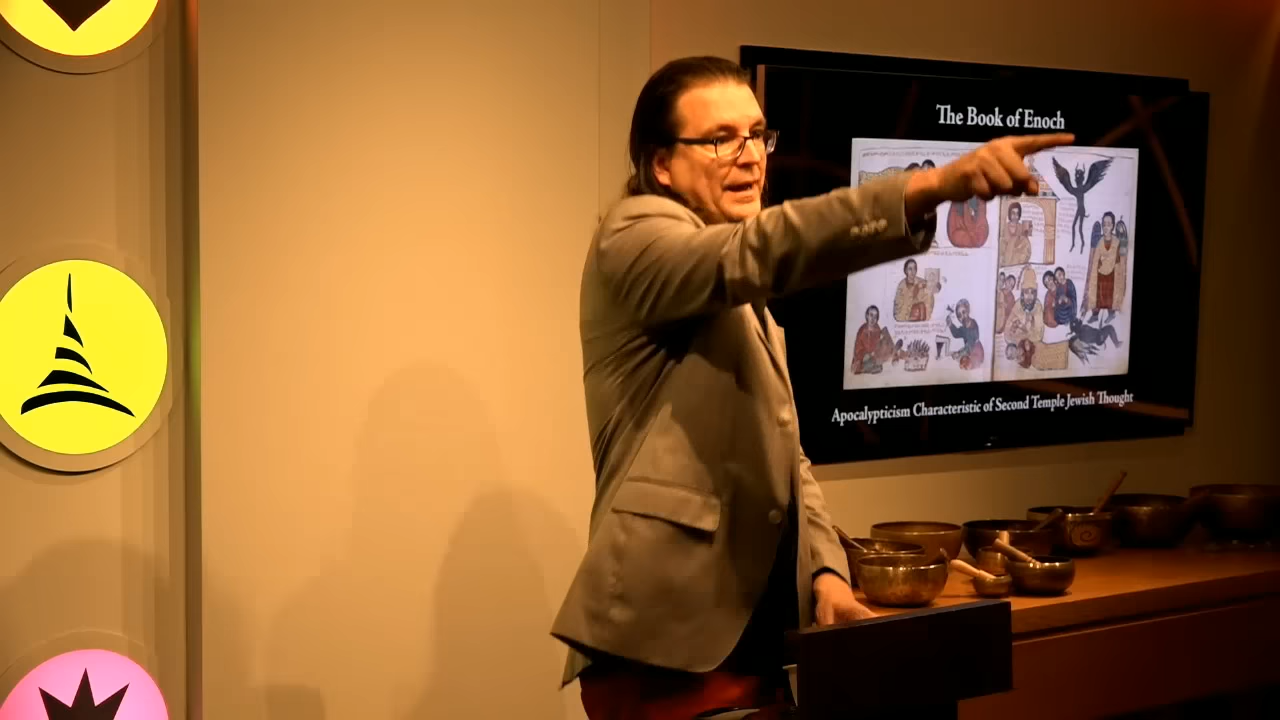 The Book of Enoch
Apocalypticism Characteristic of Second Temple Jewish Thought